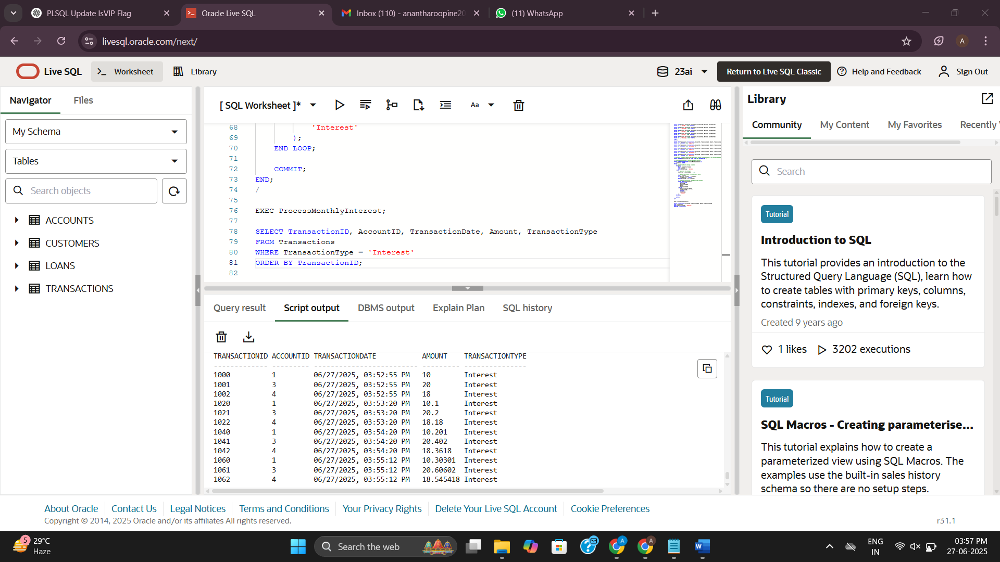 PLSQL Update IsVIP Flag
Oracle Live SQL
Inbox (110) - anantharoopine20
(11) WhatsApp
livesql.oracle.com/next/
A
Live SQL
Worksheet
Library
23ai
Return to Live SQL Classic
Help and Feedback
Sign Out
Navigator
Files
My Schema
Tables
Search objects
ACCOUNTS
CUSTOMERS
LOANS
TRANSACTIONS
[ SQL Worksheet ]*
Aa
68 'Interest'
69 );
70 END LOOP;
71
72 COMMIT;
73 END;
74 /
75
76 EXEC ProcessMonthlyInterest;
77
78 SELECT TransactionID, AccountID, TransactionDate, Amount, TransactionType
79 FROM Transactions
80 WHERE TransactionType = 'Interest'
81 ORDER BY TransactionID;
82
Query result
Script output
DBMS output
Explain Plan
SQL history
TRANSACTIONID ACCOUNTID TRANSACTIONDATE AMOUNT TRANSACTIONTYPE
------------- --------- ------------------------- --------- ---------------
1000 1 06/27/2025, 03:52:55 PM 10 Interest
1001 3 06/27/2025, 03:52:55 PM 20 Interest
1002 4 06/27/2025, 03:52:55 PM 18 Interest
1020 1 06/27/2025, 03:53:20 PM 10.1 Interest
1021 3 06/27/2025, 03:53:20 PM 20.2 Interest
1022 4 06/27/2025, 03:53:20 PM 18.18 Interest
1040 1 06/27/2025, 03:54:20 PM 10.201 Interest
1041 3 06/27/2025, 03:54:20 PM 20.402 Interest
1042 4 06/27/2025, 03:54:20 PM 18.3618 Interest
1060 1 06/27/2025, 03:55:12 PM 10.30301 Interest
1061 3 06/27/2025, 03:55:12 PM 20.60602 Interest
1062 4 06/27/2025, 03:55:12 PM 18.545418 Interest
Library
Community
My Content
My Favorites
Recently
Search
Tutorial
Introduction to SQL
This tutorial provides an introduction to the
Structured Query Language (SQL), learn how
to create tables with primary keys, columns,
constraints, indexes, and foreign keys.
Created 9 years ago
1 likes
3202 executions
Tutorial
SQL Macros - Creating parameterise...
This tutorial explains how to create a
parameterized view using SQL Macros. The
examples use the built-in sales history
schema so there are no setup steps.
About Oracle
Contact Us
Legal Notices
Terms and Conditions
Your Privacy Rights
Delete Your Live SQL Account
Cookie Preferences
Copyright © 2014, 2025 Oracle and/or its affiliates All rights reserved.
r31.1
5
29°C
Haze
Search the web
A
A
W
ENG
IN
03:57 PM
27-06-2025